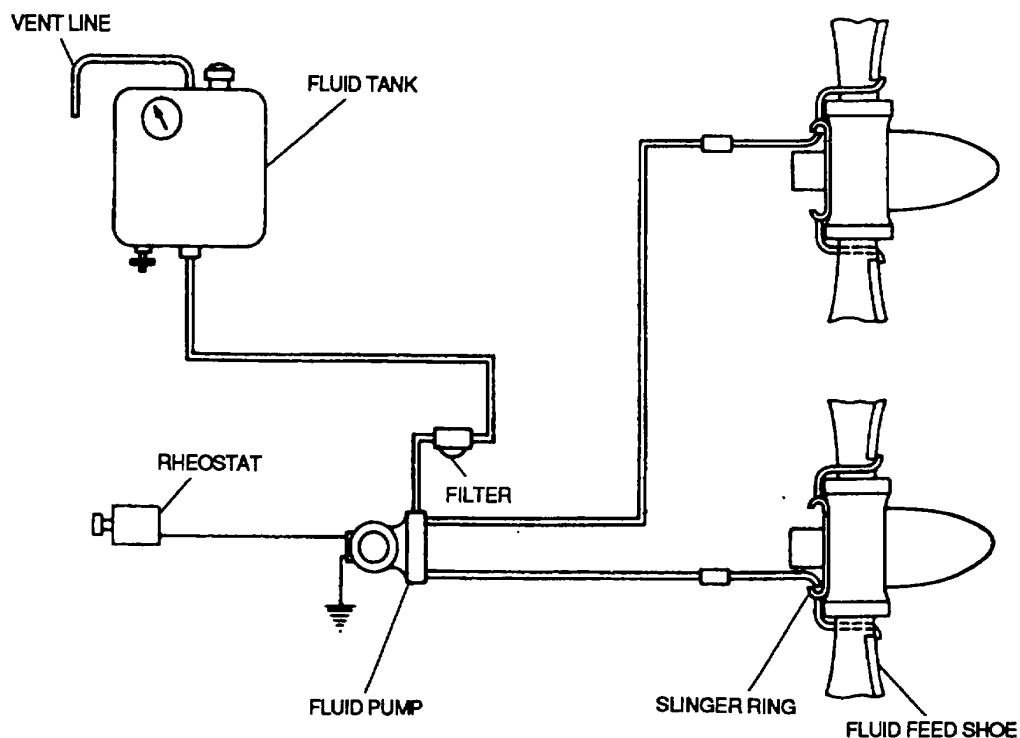 VENT LINE
FLUID TANK
RHEOSTAT
FILTER
FLUID PUMP
SLINGER RING
FLUID FEED SHOE